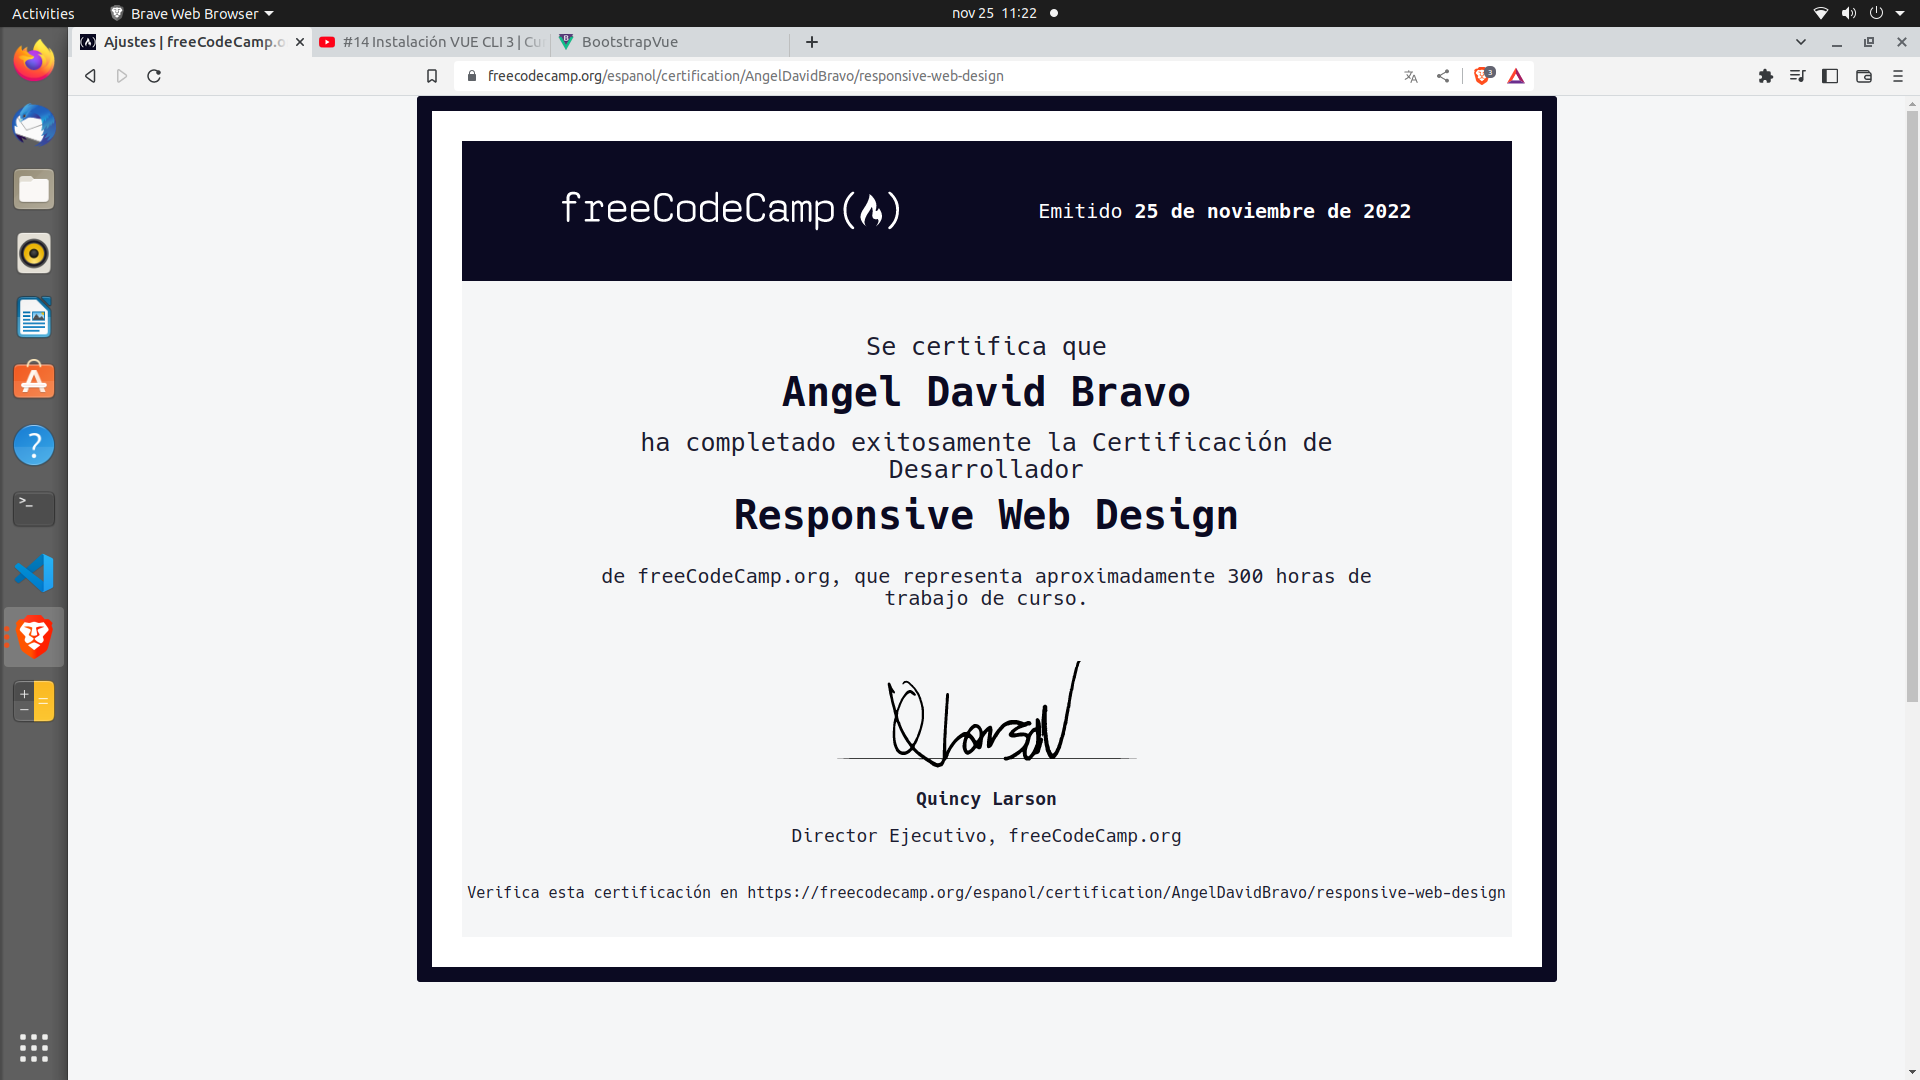 Activities
Brave Web Browser
nov 25 11:22
Ajustes | freeCodeCamp.o
#14 Instalación VUE CLI 3 | Cu
BootstrapVue
freecodecamp.org/espanol/certification/AngelDavidBravo/responsive-web-design
3
freeCodeCamp(🔥)
Emitido 25 de noviembre de 2022
Se certifica que
Angel David Bravo
ha completado exitosamente la Certificación de
Desarrollador
Responsive Web Design
de freeCodeCamp.org, que representa aproximadamente 300 horas de
trabajo de curso.
Q Larson
Quincy Larson
Director Ejecutivo, freeCodeCamp.org
Verifica esta certificación en https://freecodecamp.org/espanol/certification/AngelDavidBravo/responsive-web-design